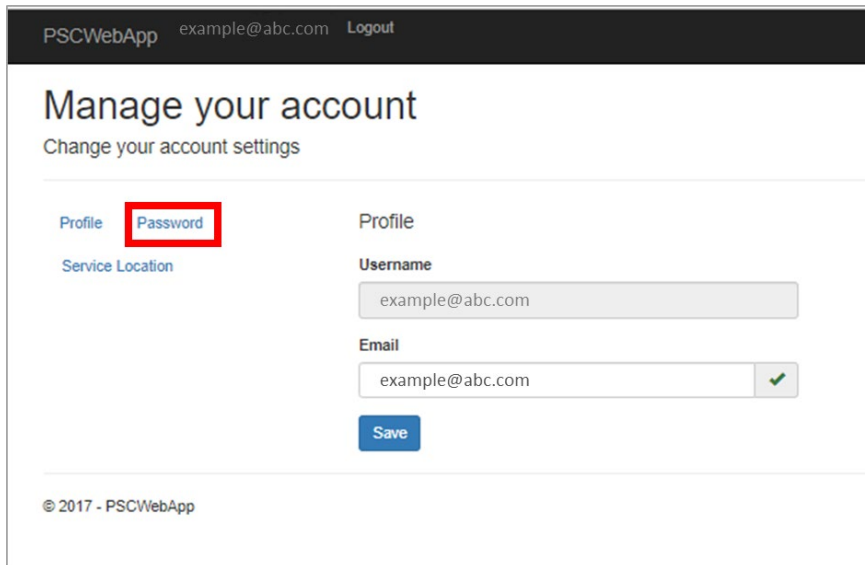 PSCWebApp example@abc.com Logout
Manage your account
Change your account settings
Profile Password
Service Location
Profile
Username
example@abc.com
Email
example@abc.com
Save
© 2017 - PSCWebApp